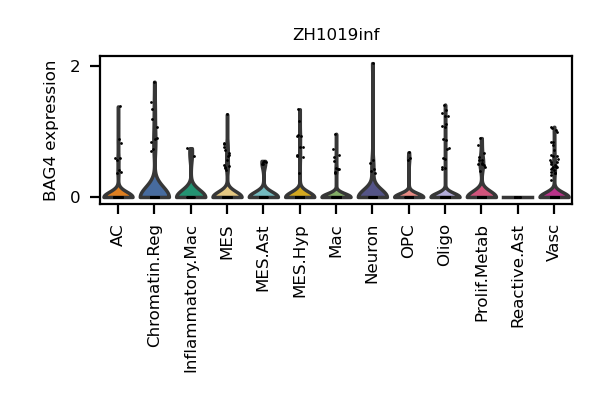 ZH1019inf
BAG4 expression
2
0
AC
Chromatin.Reg
Inflammatory.Mac
MES
MES.Ast
MES.Hyp
Mac
Neuron
OPC
Oligo
Prolif.Metab
Reactive.Ast
Vasc